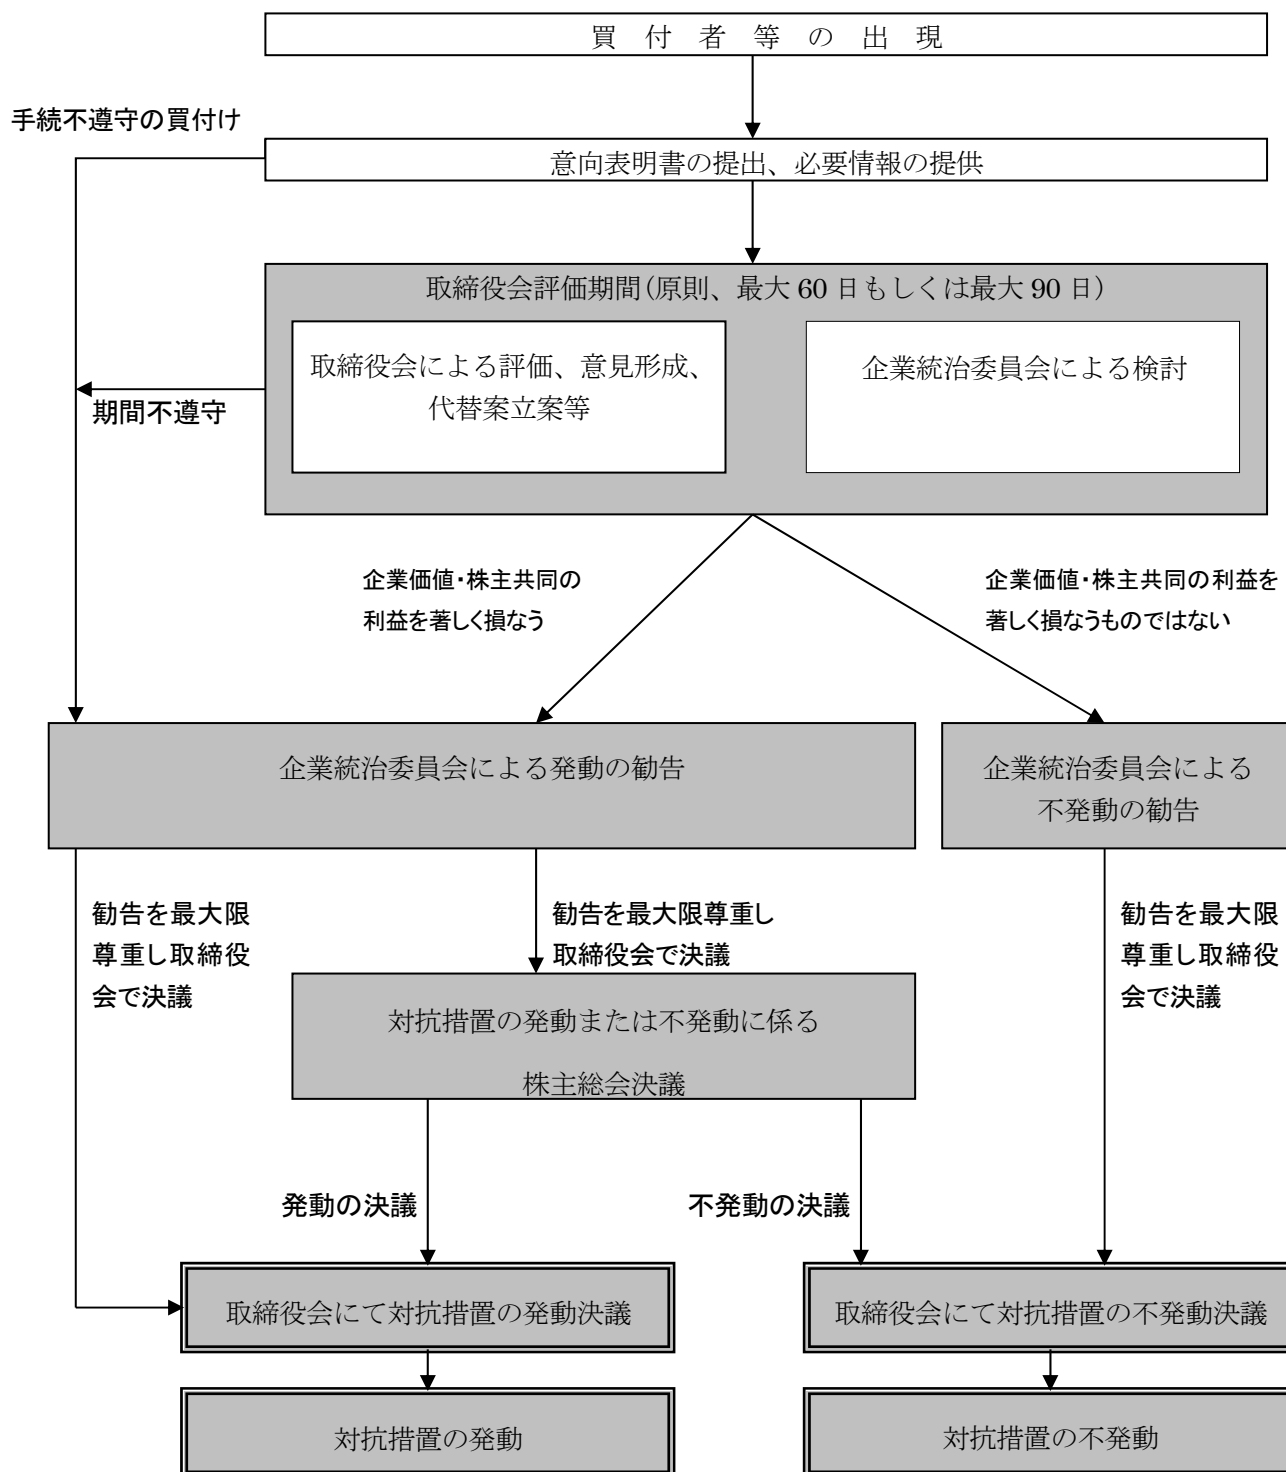 買付者等の出現
手続不遵守の買付け
意向表明書の提出、必要情報の提供
取締役会評価期間(原則、最大 60 日もしくは最大 90 日)
取締役会による評価、意見形成、
代替案立案等
企業統治委員会による検討
期間不遵守
企業価値・株主共同の
利益を著しく損なう
企業価値・株主共同の利益を
著しく損なうものではない
企業統治委員会による発動の勧告
企業統治委員会による
不発動の勧告
勧告を最大限
尊重し取締役
会で決議
勧告を最大限尊重し
取締役会で決議
勧告を最大限
尊重し取締役
会で決議
対抗措置の発動または不発動に係る
株主総会決議
発動の決議
不発動の決議
取締役会にて対抗措置の発動決議
取締役会にて対抗措置の不発動決議
対抗措置の発動
対抗措置の不発動